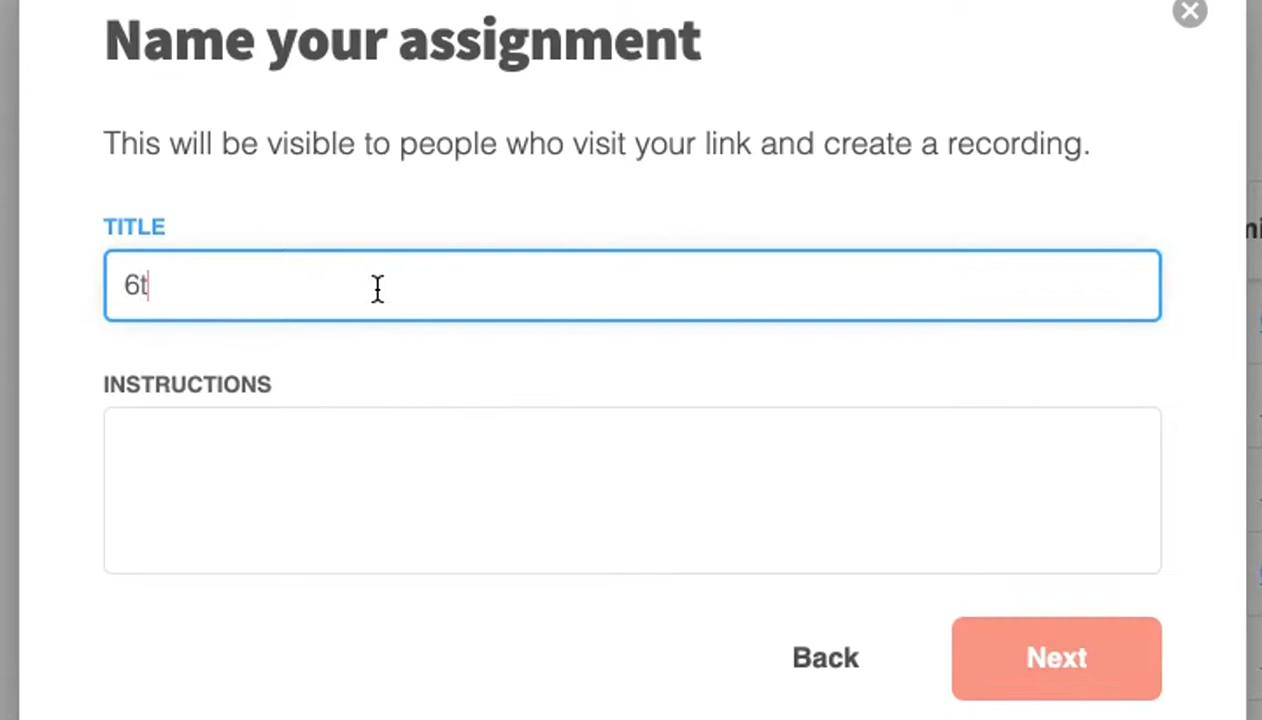 Name your assignment
This will be visible to people who visit your link and create a recording.
TITLE
6t
INSTRUCTIONS
Back
Next